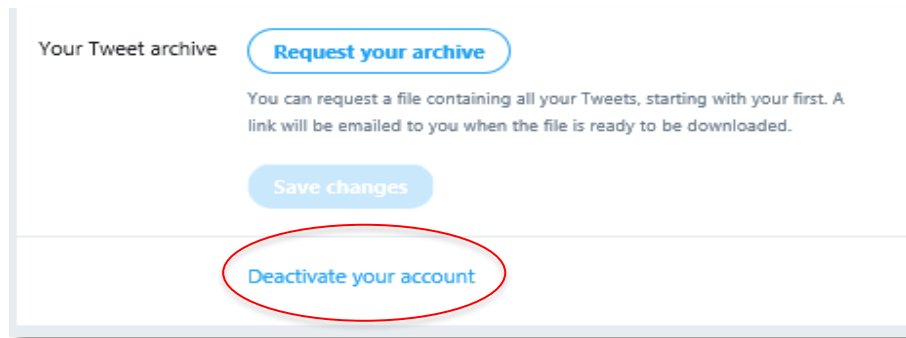 Your Tweet archive
Request your archive
You can request a file containing all your Tweets, starting with your first. A
link will be emailed to you when the file is ready to be downloaded.
Save changes
Deactivate your account